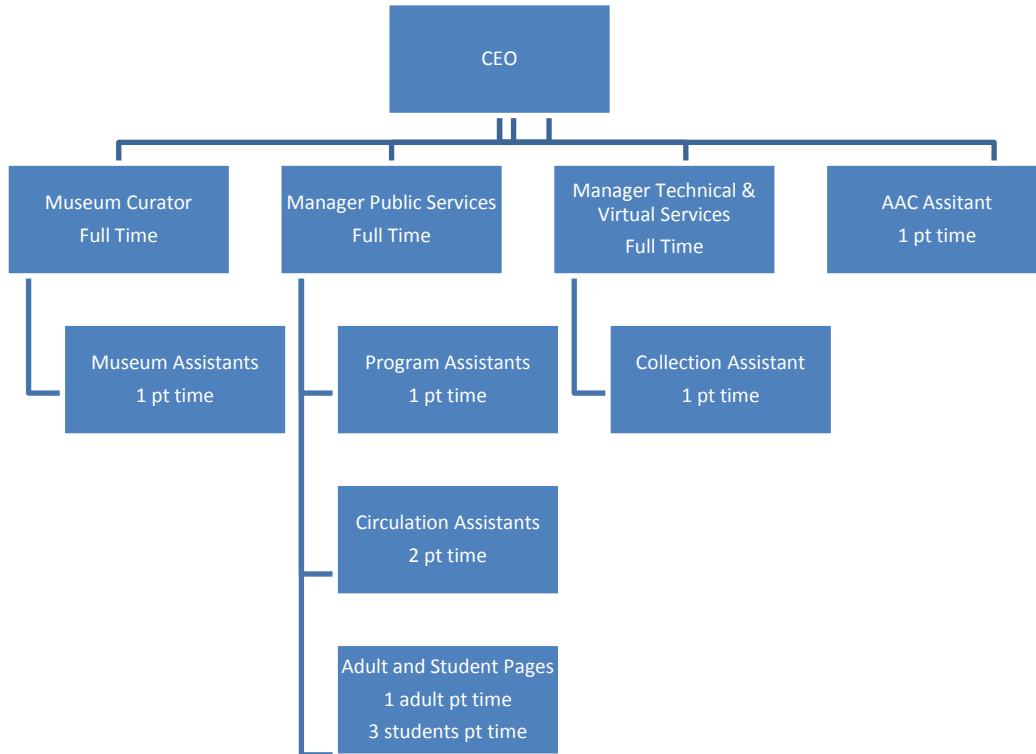 CEO
Museum Curator
Full Time
Manager Public Services
Full Time
Manager Technical &
Virtual Services
Full Time
AAC Assitant
1 pt time
Museum Assistants
1 pt time
Program Assistants
1 pt time
Collection Assistant
1 pt time
Circulation Assistants
2 pt time
Adult and Student Pages
1 adult pt time
3 students pt time